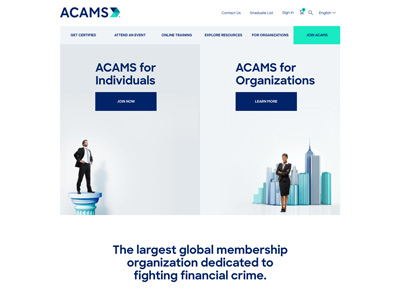 ACAMS
Contact Us Graduate List Sign In English
GET CERTIFIED ATTEND AN EVENT ONLINE TRAINING EXPLORE RESOURCES FOR ORGANIZATIONS JOIN ACAMS
ACAMS for
Individuals
JOIN NOW
ACAMS for
Organizations
LEARN MORE
The largest global membership
organization dedicated to
fighting financial crime.